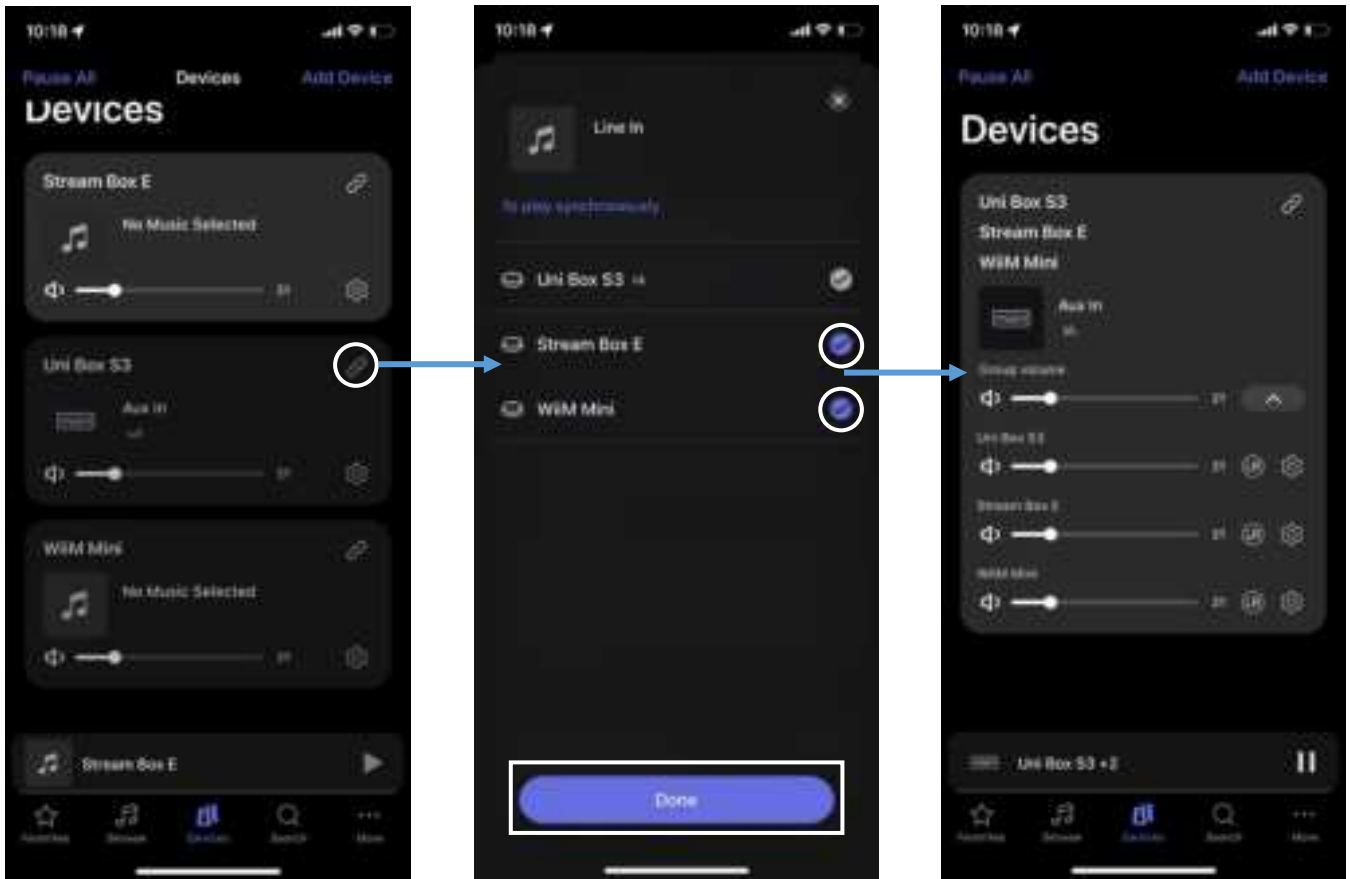 10:18
Pause All
Devices
Add Device
Devices
Stream Box E
No Music Selected
Uni Box S3
Aux In
WiiM Mini
No Music Selected
Stream Box E
Favorites
Browse
Devices
Search
More
10:18
Line In
To play synchronously
Uni Box S3
Stream Box E
WiiM Mini
Done
10:18
Pause All
Add Device
Devices
Uni Box S3
Stream Box E
WiiM Mini
Aux In
Group volume
Uni Box S3
Stream Box E
WiiM Mini
Uni Box S3 +2
Favorites
Browse
Devices
Search
More